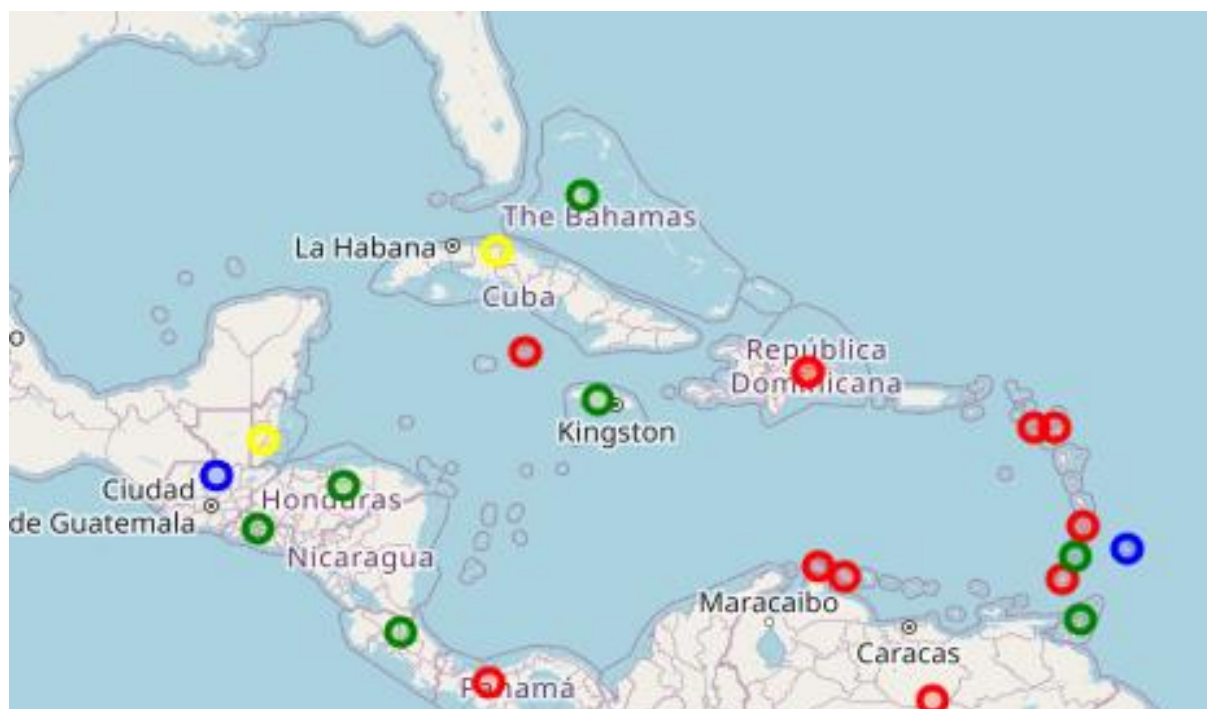 The Bahamas
La Habana
Cuba
República
Dominicana
Kingston
Ciudad
de Guatemala
Honduras
Nicaragua
Maracaibo
Caracas
Panamá